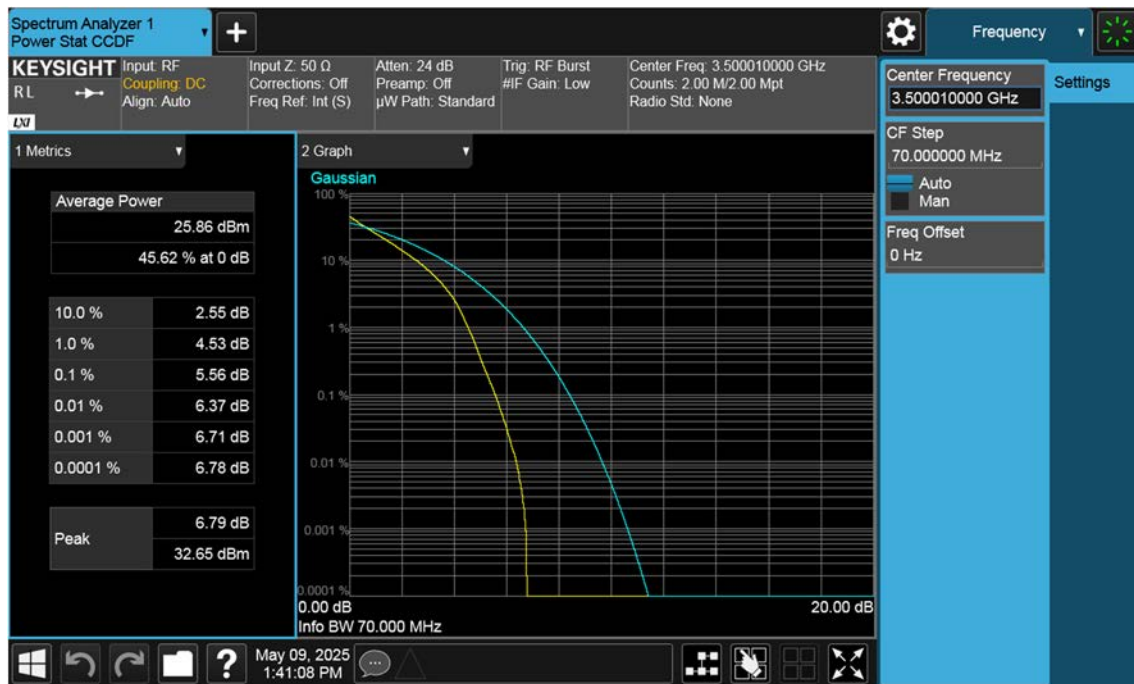 Spectrum Analyzer 1
Power Stat CCDF
Frequency
KEYSIGHT
RL
LXI
Input: RF
Coupling: DC
Align: Auto
Input Z: 50 Ω
Corrections: Off
Freq Ref: Int (S)
Atten: 24 dB
Preamp: Off
µW Path: Standard
Trig: RF Burst
#IF Gain: Low
Center Freq: 3.500010000 GHz
Counts: 2.00 M/2.00 Mpt
Radio Std: None
Center Frequency
3.500010000 GHz
Settings
CF Step
70.000000 MHz
Auto
Man
Freq Offset
0 Hz
1 Metrics
Average Power
25.86 dBm
45.62 % at 0 dB
10.0 % 2.55 dB
1.0 % 4.53 dB
0.1 % 5.56 dB
0.01 % 6.37 dB
0.001 % 6.71 dB
0.0001 % 6.78 dB
Peak
6.79 dB
32.65 dBm
2 Graph
Gaussian
100 %
10 %
1 %
0.1 %
0.01 %
0.001 %
0.0001 %
0.00 dB 20.00 dB
Info BW 70.000 MHz
?
May 09, 2025
1:41:08 PM